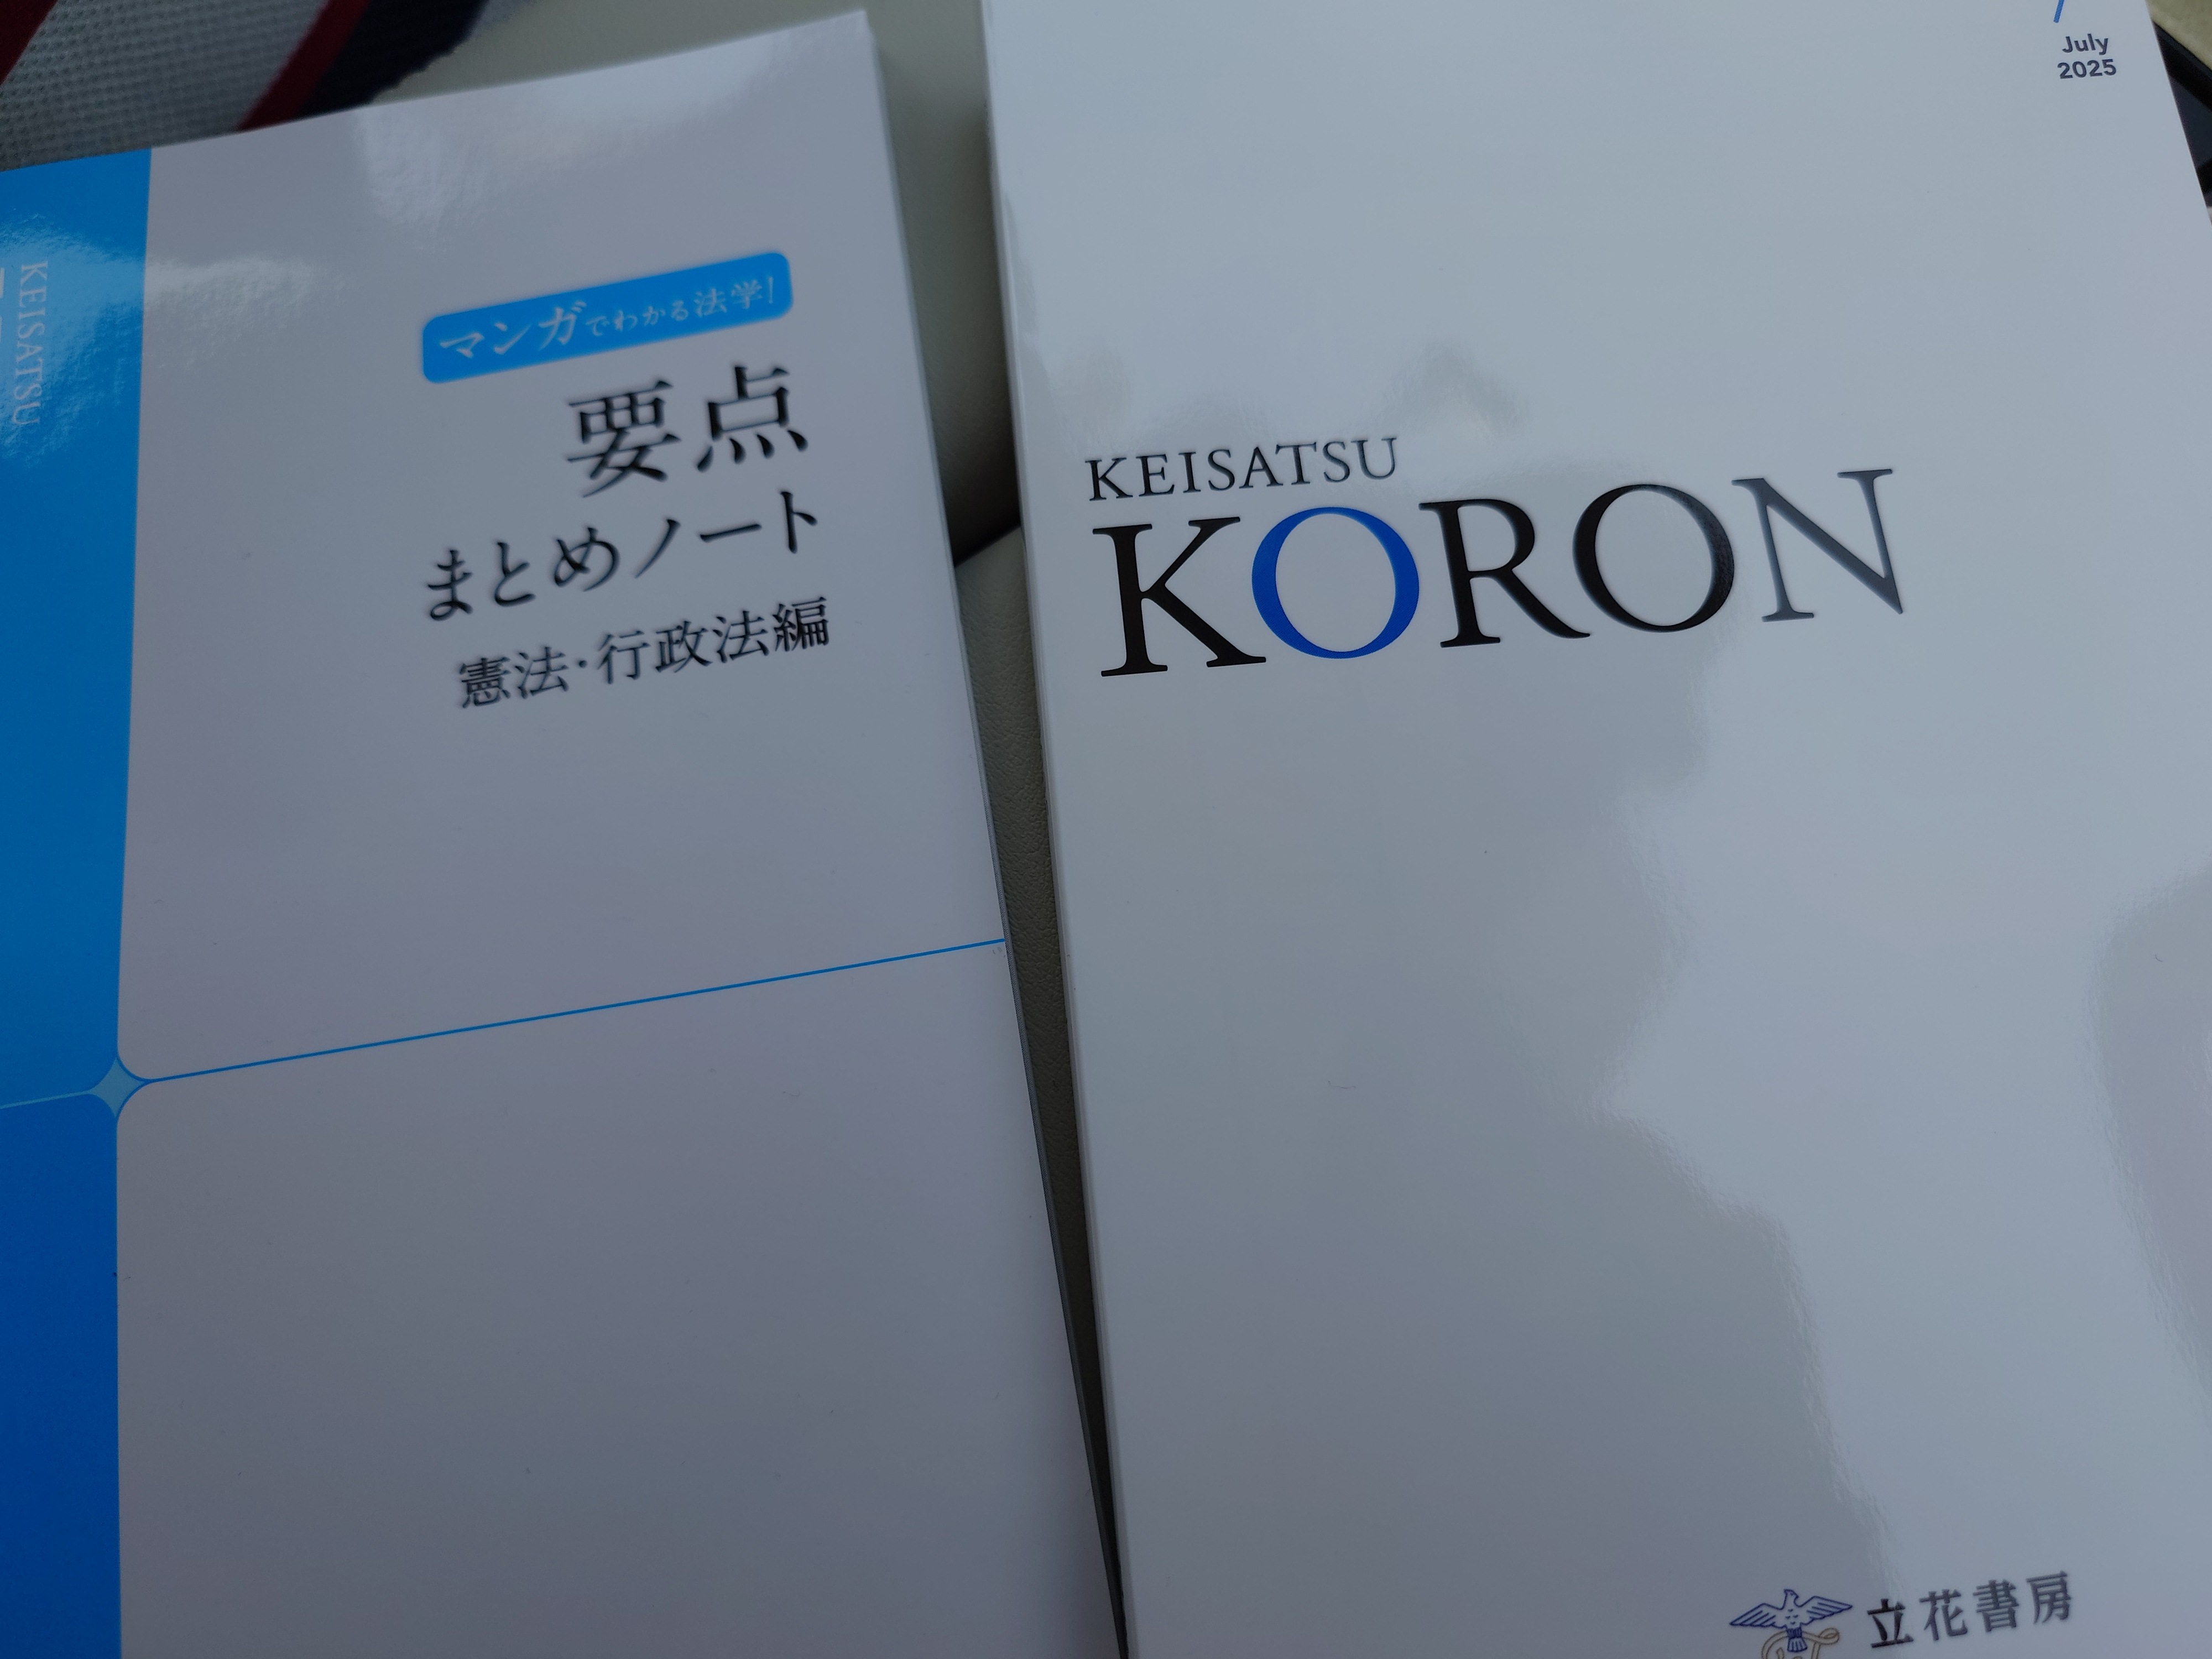 KEISATSU
マンガでわかる法学!
要点
まとめノート
憲法・行政法編
July
2025
KEISATSU
KORON
立花書房